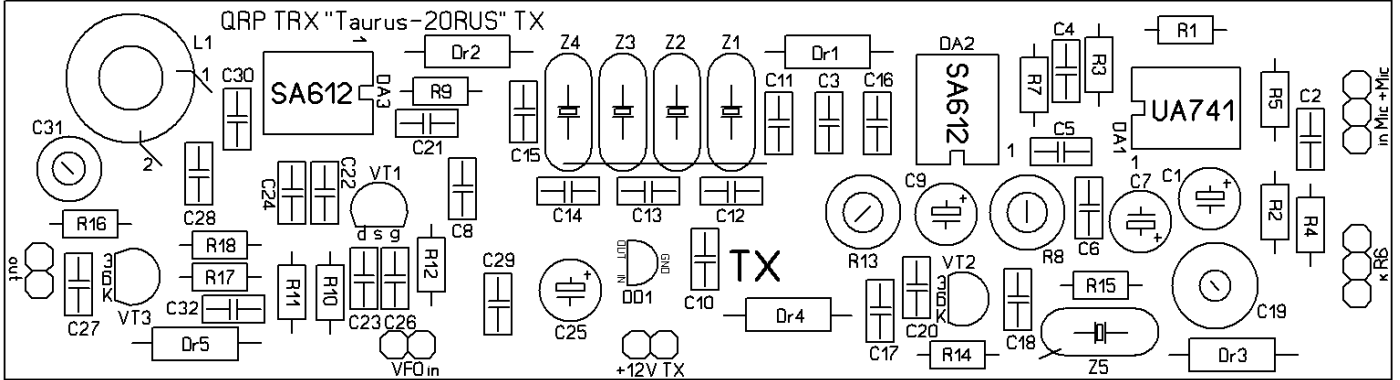 QRP TRX "Taurus-20RUS" TX
L1
1
2
C30
C31
SA612
DA3
1
Dr2
R9
C21
C15
Z4
Z3
Z2
Z1
Dr1
C11
C3
C16
DA2
SA612
1
C4
R7
R3
C5
R1
UA741
DA1
1
R5
C2
in Mic +Mic
C28
C24
C22
VT1
d s g
C8
C14
C13
C12
R13
C9
R8
C6
C7
C1
R2
R4
R16
out
C27
З
Б
К
VT3
R18
R17
C32
Dr5
R11
R10
C23
C26
R12
VFO in
C29
C25
OUT
IN
GND
DD1
C10
TX
+12V TX
Dr4
C17
C20
VT2
З
Б
К
R14
C18
R15
Z5
C19
Dr3
к R6